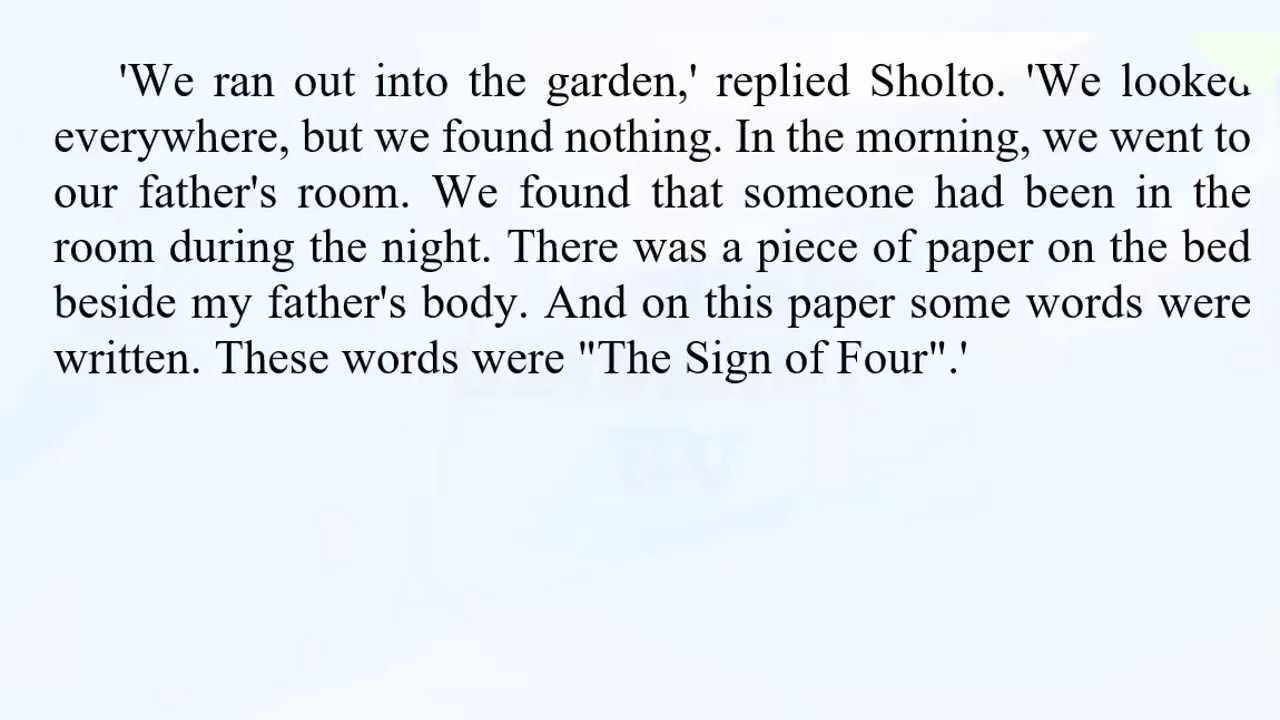 'We ran out into the garden,' replied Sholto. 'We looked
everywhere, but we found nothing. In the morning, we went to
our father's room. We found that someone had been in the
room during the night. There was a piece of paper on the bed
beside my father's body. And on this paper some words were
written. These words were "The Sign of Four".'